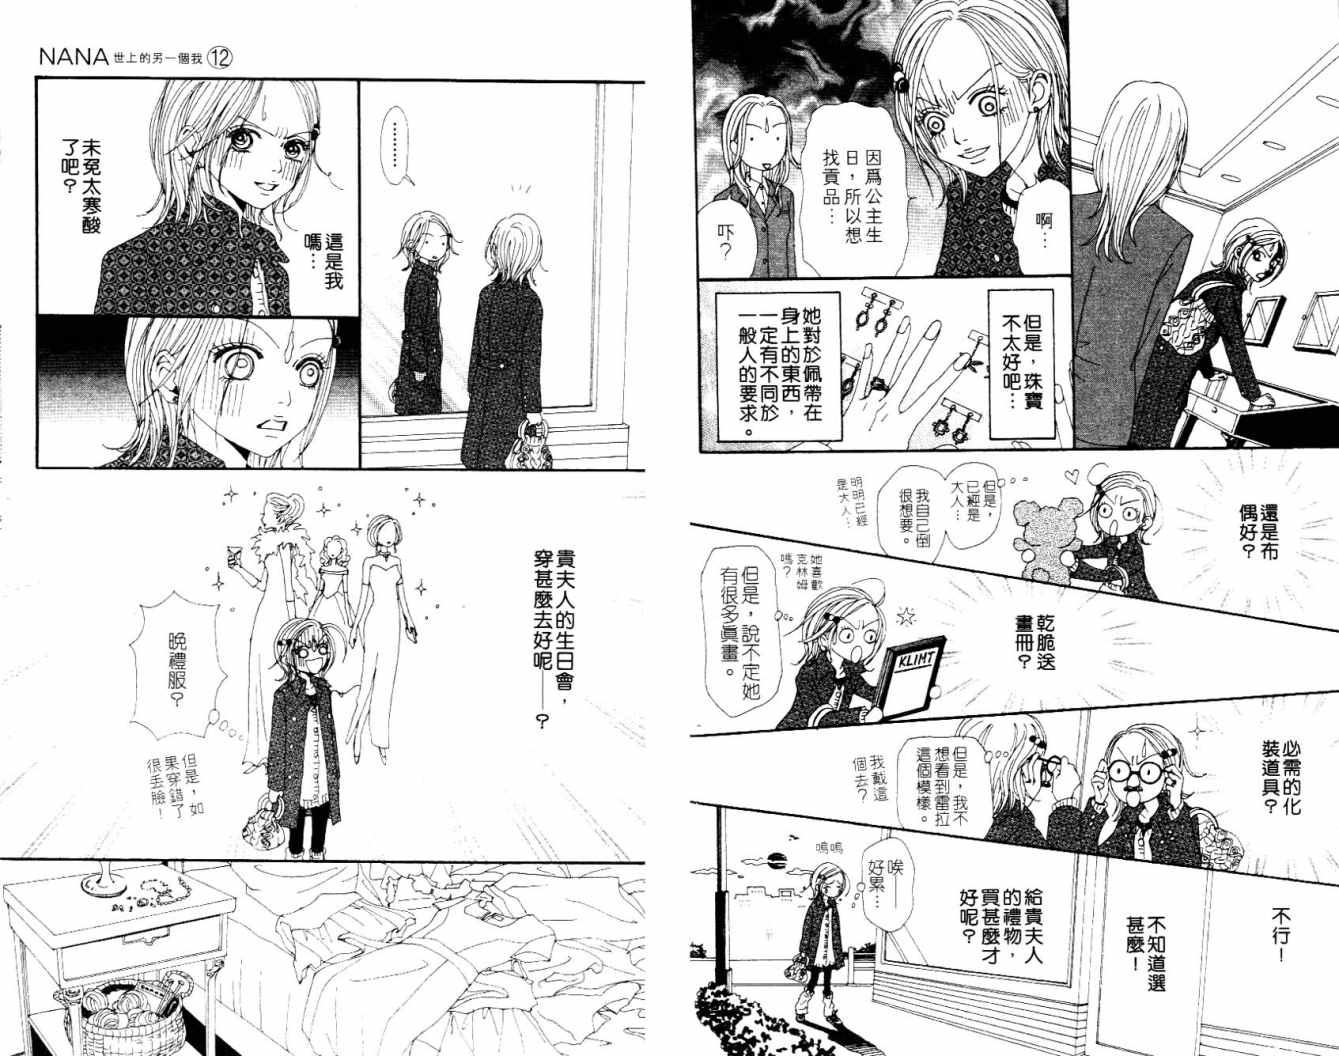 啊…
因爲公主生
日，所以想
找貢品…
吓？
但是，珠寶
不太好吧…
她對於佩帶在
身上的東西，
一定有不同於
一般人的要求。
還是布
偶好？
但是，
已經是
大人…
我自己倒
很想要。
明明已經
是大人…
乾脆送
畫冊？
KLIMT
她喜歡
克林姆
嗎？
但是，說不定她
有很多眞畫。
必需的化
裝道具？
但是，我不
想看到雷拉
這個模樣。
我戴這
個去？
不行！
不知道選
甚麼！
給貴夫人
的禮物，
買甚麼才
好呢？
唉——
好累…
嗚嗚
NANA 世上的另一個我 ⑫
………
這是我
嗎…
未冤太寒酸
了吧？
貴夫人的生日會，
穿甚麼去好呢——？
晚禮服？
但是，如
果穿錯了
很丟臉！